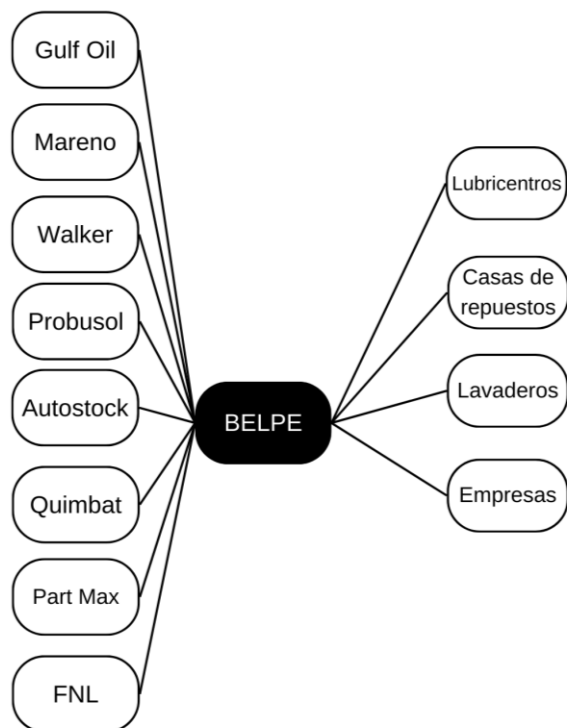 Gulf Oil
Mareno
Walker
Probusol
Autostock
Quimbat
Part Max
FNL
BELPE
Lubricentros
Casas de
repuestos
Lavaderos
Empresas